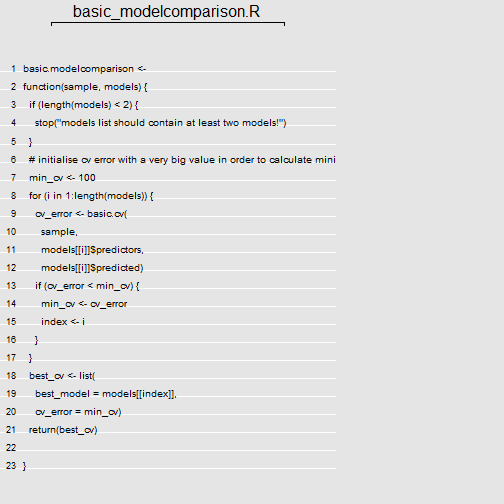 basic_modelcomparison.R
1 basic.modelcomparison <-
2 function(sample, models) {
3 if (length(models) < 2) {
4 stop("models list should contain at least two models!")
5 }
6 # initialise cv error with a very big value in order to calculate mini
7 min_cv <- 100
8 for (i in 1:length(models)) {
9 cv_error <- basic.cv(
10 sample,
11 models[[i]]$predictors,
12 models[[i]]$predicted)
13 if (cv_error < min_cv) {
14 min_cv <- cv_error
15 index <- i
16 }
17 }
18 best_cv <- list(
19 best_model = models[[index]],
20 cv_error = min_cv)
21 return(best_cv)
22
23 }